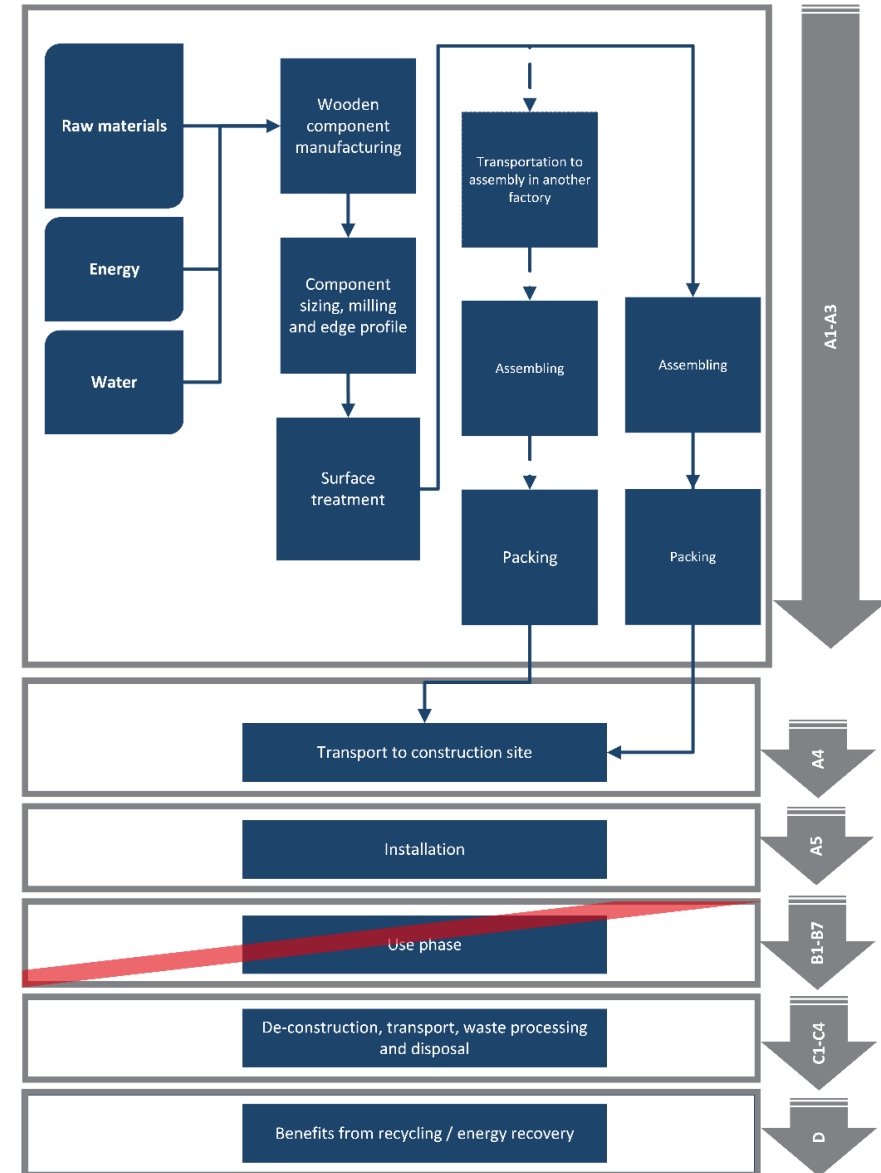 Raw materials
Energy
Water
Wooden
component
manufacturing
Component
sizing, milling
and edge profile
Surface
treatment
Transportation to
assembly in another
factory
Assembling
Packing
Assembling
Packing
A1-A3
Transport to construction site
A4
Installation
A5
Use phase
B1-B7
De-construction, transport, waste processing
and disposal
C1-C4
Benefits from recycling / energy recovery
D